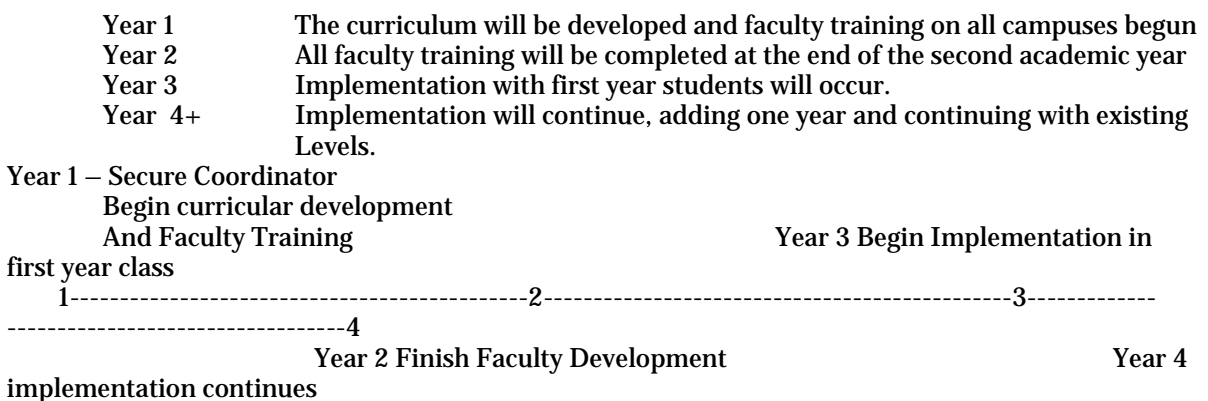 Year 1 The curriculum will be developed and faculty training on all campuses begun
Year 2 All faculty training will be completed at the end of the second academic year
Year 3 Implementation with first year students will occur.
Year 4+ Implementation will continue, adding one year and continuing with existing
Levels.
Year 1 – Secure Coordinator
Begin curricular development
And Faculty Training Year 3 Begin Implementation in
first year class
1----------------------------------------------2-----------------------------------------------3-------------
----------------------------------4
Year 2 Finish Faculty Development Year 4
implementation continues